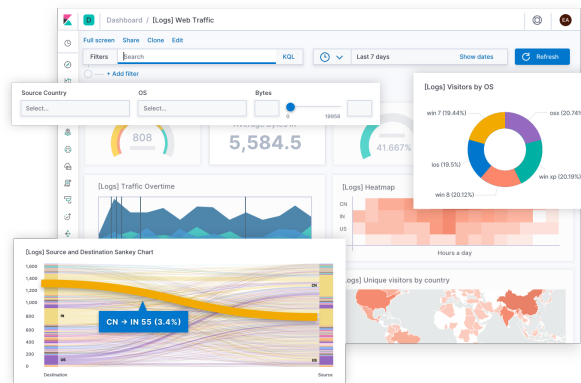 D Dashboard / [Logs] Web Traffic
EA
Full screen Share Clone Edit
Filters Search KQL Last 7 days Show dates Refresh
+ Add filter
Source Country OS Bytes
Select... Select...
0 19958
808
5,584.5
41.667%
[Logs] Visitors by OS
win 7 (19.44%) osx (20.74%
ios (19.5%)
win xp (20.19%)
win 8 (20.12%)
[Logs] Traffic Overtime
[Logs] Heatmap
CN
IN
US
Hours a day
[Logs] Source and Destination Sankey Chart
1,600
1,400
1,200
1,000
800
600
400
200
0
CN
IN
US
US
CN → IN 55 (3.4%)
Destination Source
Logs] Unique visitors by country